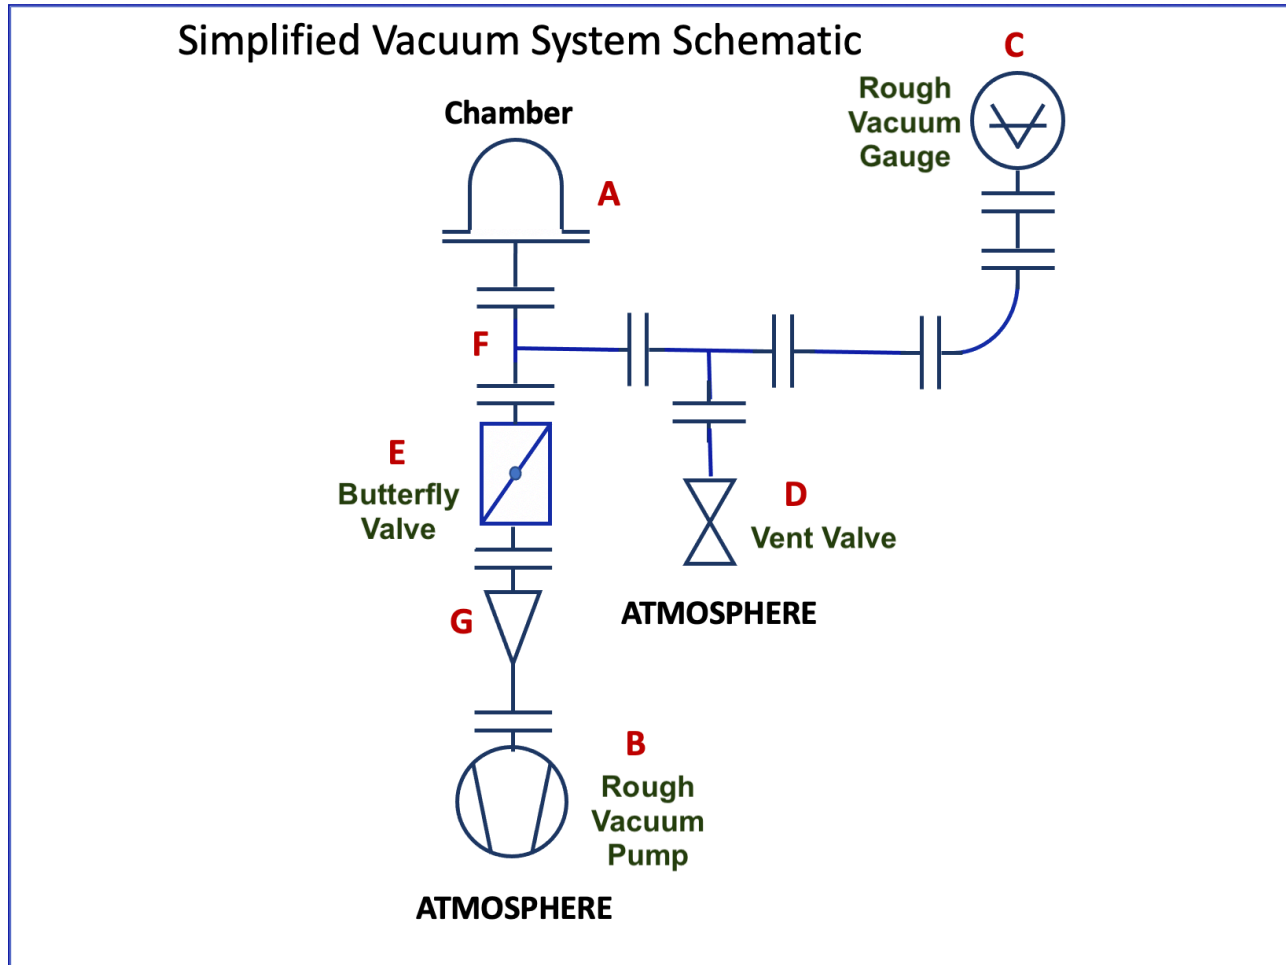 Simplified Vacuum System Schematic
C
Rough
Vacuum
Gauge
Chamber
A
F
E
Butterfly
Valve
D
Vent Valve
ATMOSPHERE
G
B
Rough
Vacuum
Pump
ATMOSPHERE